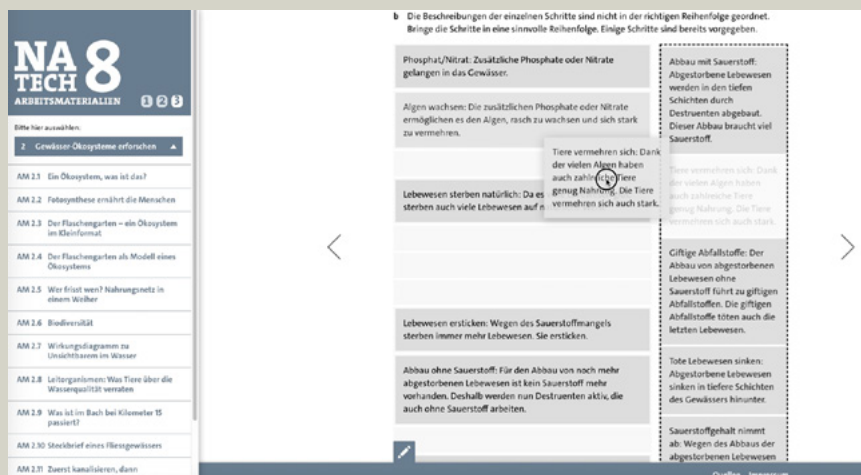 NA
TECH 8
ARBEITSMATERIALIEN 1 2 3
Bitte hier auswählen:
2 Gewässer-Ökosysteme erforschen
AM 2.1 Ein Ökosystem, was ist das?
AM 2.2 Fotosynthese ernährt die Menschen
AM 2.3 Der Flaschengarten – ein Ökosystem
im Kleinformat
AM 2.4 Der Flaschengarten als Modell eines
Ökosystems
AM 2.5 Wer frisst wen? Nahrungsnetz in
einem Weiher
AM 2.6 Biodiversität
AM 2.7 Wirkungsdiagramm zu
Unsichtbarem im Wasser
AM 2.8 Leitorganismen: Was Tiere über die
Wasserqualität verraten
AM 2.9 Was ist im Bach bei Kilometer 15
passiert?
AM 2.10 Steckbrief eines Fliessgewässers
AM 2.11 Zuerst kanalisieren, dann
b Die Beschreibungen der einzelnen Schritte sind nicht in der richtigen Reihenfolge geordnet.
Bringe die Schritte in eine sinnvolle Reihenfolge. Einige Schritte sind bereits vorgegeben.
Phosphat/Nitrat: Zusätzliche Phosphate oder Nitrate
gelangen in das Gewässer.
Algen wachsen: Die zusätzlichen Phosphate oder Nitrate
ermöglichen es den Algen, rasch zu wachsen und sich stark
zu vermehren.
Tiere vermehren sich: Dank
der vielen Algen haben
auch zahlreiche Tiere
genug Nahrung. Die Tiere
vermehren sich auch stark.
Lebewesen sterben natürlich: Da es
sterben auch viele Lebewesen auf
Lebewesen ersticken: Wegen des Sauerstoffmangels
sterben immer mehr Lebewesen. Sie ersticken.
Abbau ohne Sauerstoff: Für den Abbau von noch mehr
abgestorbenen Lebewesen ist kein Sauerstoff mehr
vorhanden. Deshalb werden nun Destruenten aktiv, die
auch ohne Sauerstoff arbeiten.
Abbau mit Sauerstoff:
Abgestorbene Lebewesen
werden in den tiefen
Schichten durch
Destruenten abgebaut.
Dieser Abbau braucht viel
Sauerstoff.
Tiere vermehren sich: Dank
der vielen Algen haben
auch zahlreiche Tiere
genug Nahrung. Die Tiere
vermehren sich auch stark.
Giftige Abfallstoffe: Der
Abbau von abgestorbenen
Lebewesen ohne
Sauerstoff führt zu giftigen
Abfallstoffen. Die giftigen
Abfallstoffe töten auch die
letzten Lebewesen.
Tote Lebewesen sinken:
Abgestorbene Lebewesen
sinken in tiefere Schichten
des Gewässers hinunter.
Sauerstoffgehalt nimmt
ab: Wegen des Abbaus der
abgestorbenen Lebewesen
Quellen Impressum